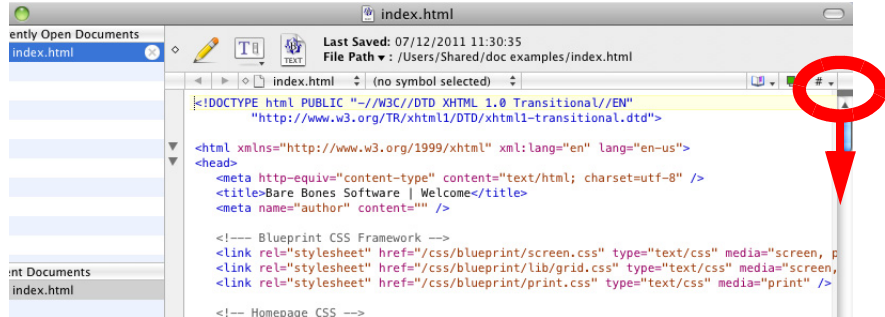 index.html
ently Open Documents
index.html
TEXT
Last Saved: 07/12/2011 11:30:35
File Path ▾ : /Users/Shared/doc examples/index.html
index.html (no symbol selected) #
<!DOCTYPE html PUBLIC "-//W3C//DTD XHTML 1.0 Transitional//EN"
"http://www.w3.org/TR/xhtml1/DTD/xhtml1-transitional.dtd">
<html xmlns="http://www.w3.org/1999/xhtml" xml:lang="en" lang="en-us">
<head>
<meta http-equiv="content-type" content="text/html; charset=utf-8" />
<title>Bare Bones Software | Welcome</title>
<meta name="author" content="" />
<!--- Blueprint CSS Framework -->
<link rel="stylesheet" href="/css/blueprint/screen.css" type="text/css" media="screen, p
<link rel="stylesheet" href="/css/blueprint/lib/grid.css" type="text/css" media="screen,
<link rel="stylesheet" href="/css/blueprint/print.css" type="text/css" media="print" />
<!-- Homepage CSS -->
ent Documents
index.html